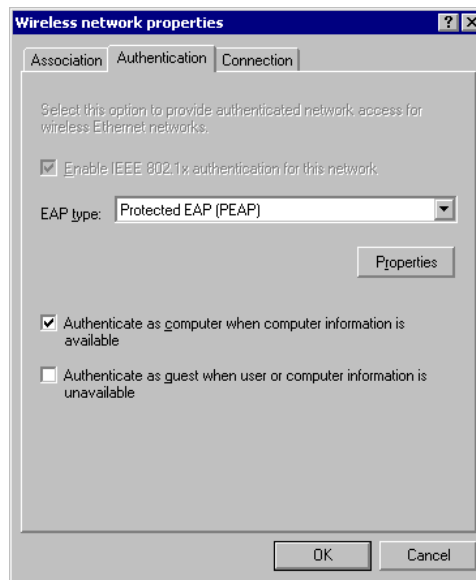 Wireless network properties
Association Authentication Connection
Select this option to provide authenticated network access for
wireless Ethernet networks.
Enable IEEE 802.1x authentication for this network
EAP type: Protected EAP (PEAP)
Properties
Authenticate as computer when computer information is
available
Authenticate as guest when user or computer information is
unavailable
OK Cancel